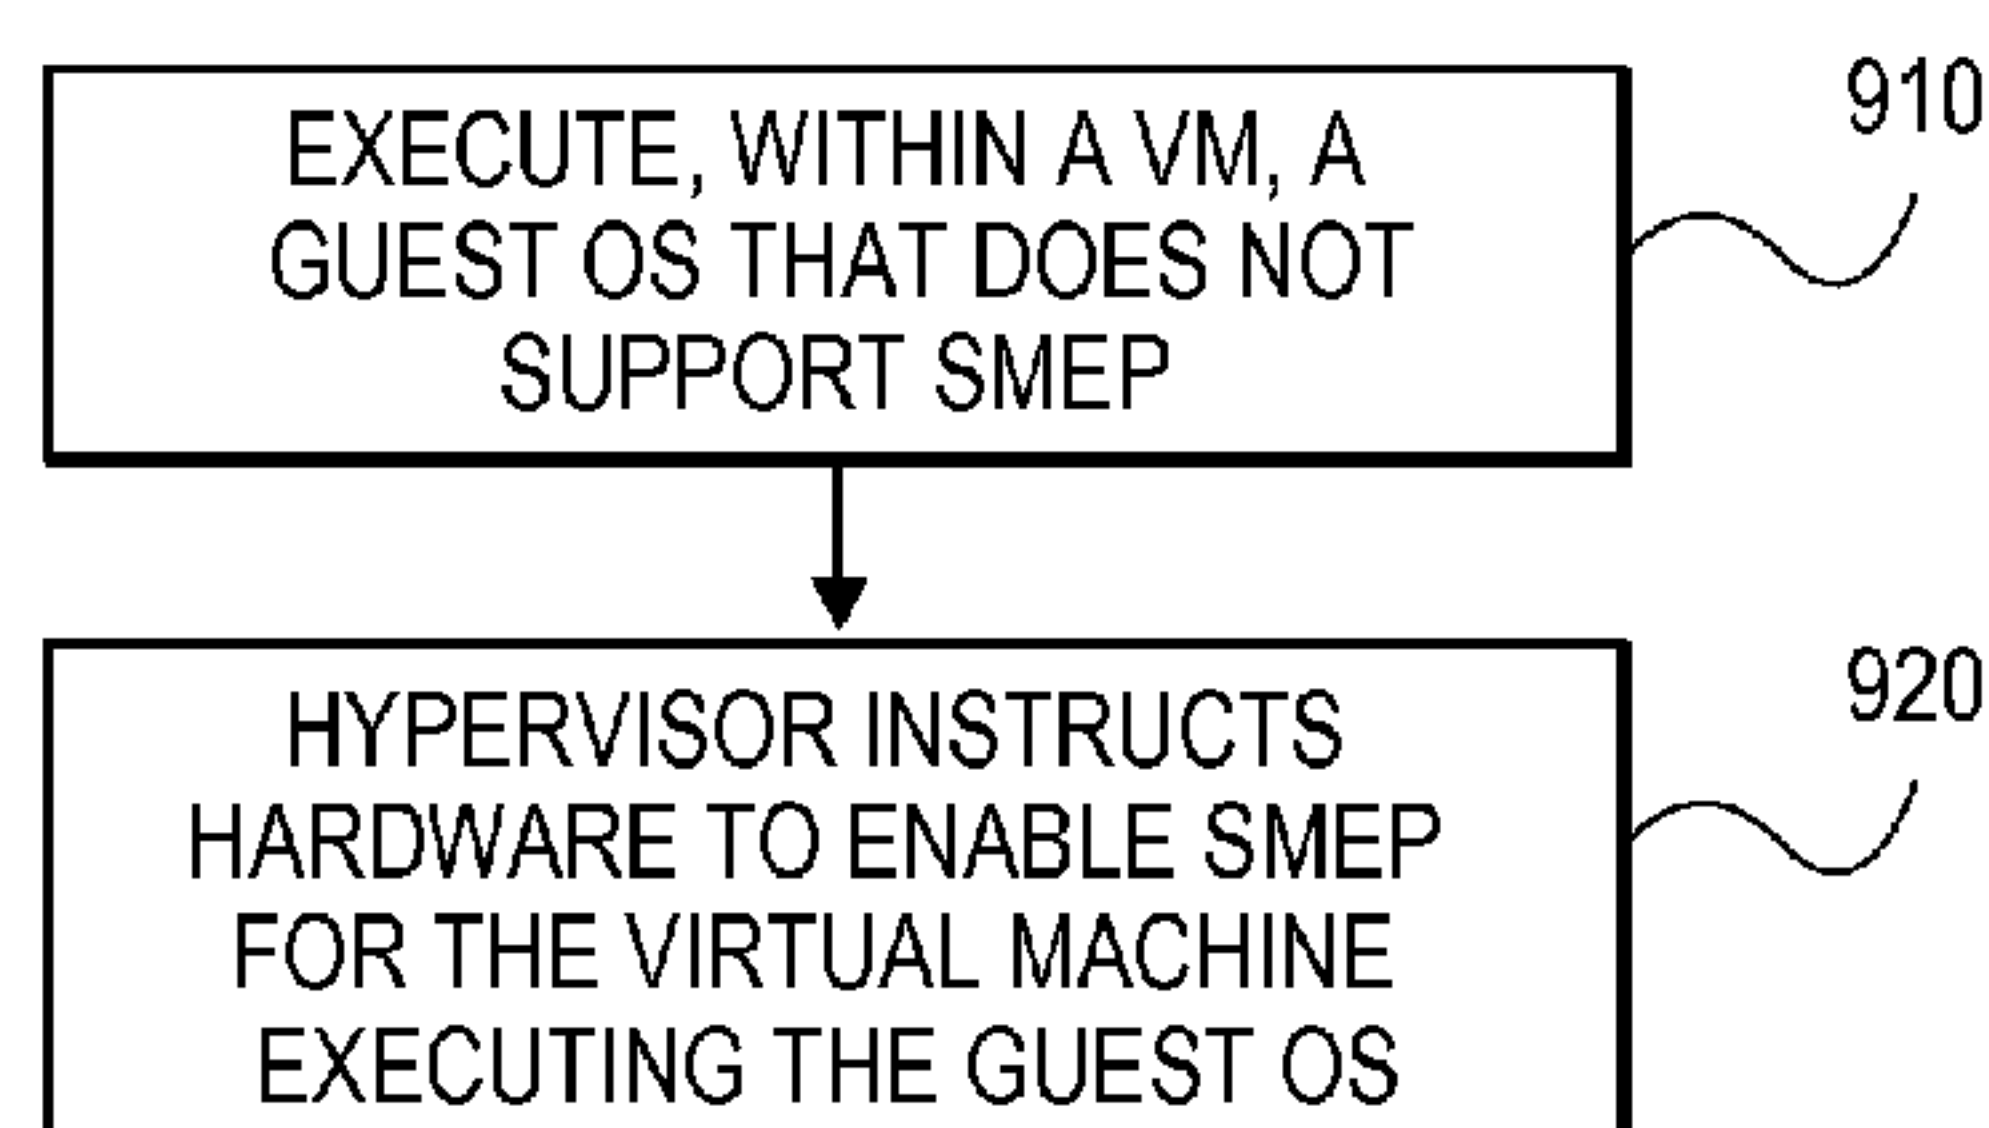 EXECUTE, WITHIN A VM, A
GUEST OS THAT DOES NOT
SUPPORT SMEP
910
HYPERVISOR INSTRUCTS
HARDWARE TO ENABLE SMEP
FOR THE VIRTUAL MACHINE
EXECUTING THE GUEST OS
920